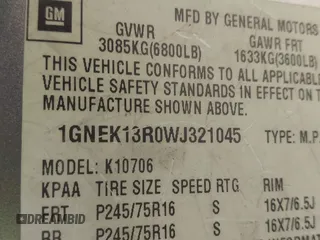 GM
MFD BY GENERAL MOTORS
GVWR GAWR FRT
3085KG(6800LB) 1633KG(3600LB)
THIS VEHICLE CONFORMS TO ALL APPLICABLE
VEHICLE SAFETY STANDARDS IN EFFECT ON
MANUFACTURE SHOWN ABOVE.
1GNEK13R0WJ321045 TYPE: M.P.
MODEL: K10706
KPAA TIRE SIZE SPEED RTG RIM
FRT P245/75R16 S 16X7/6.5J
RR P245/75R16 S 16X7/6.5J
DREAMBID